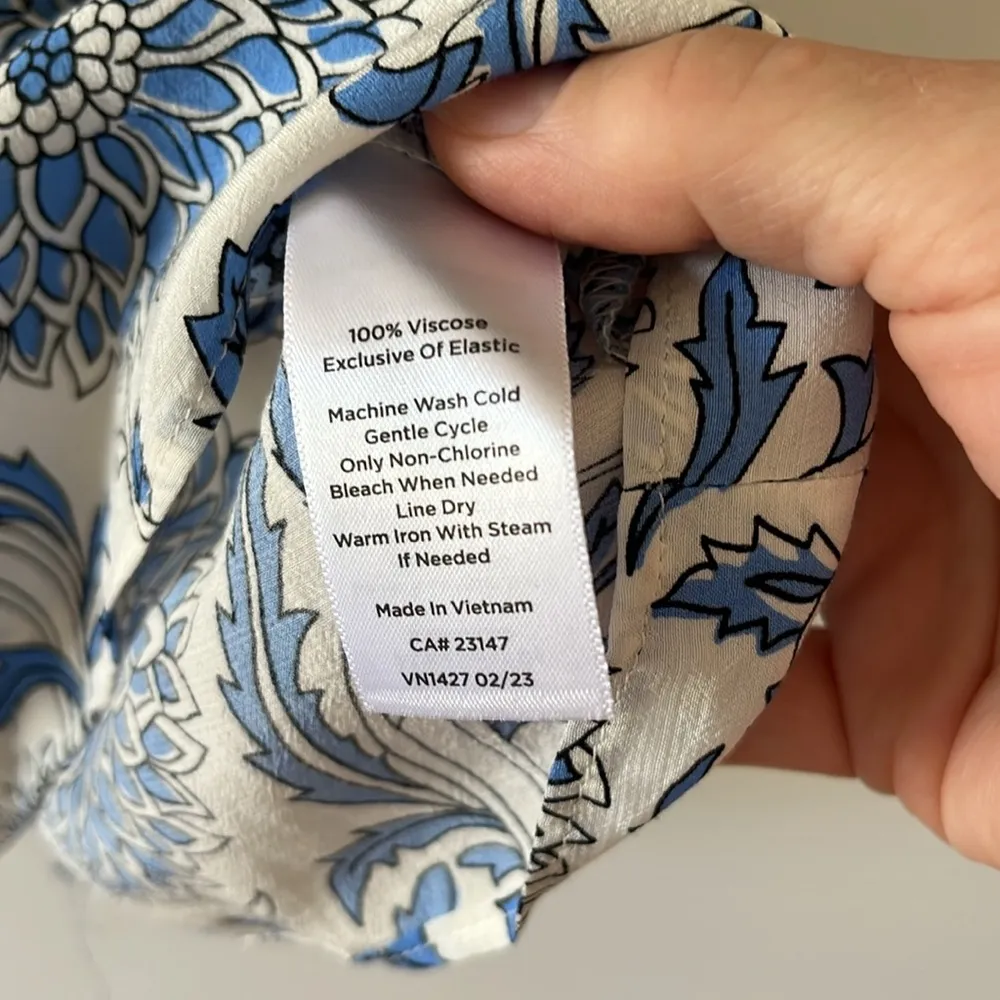 100% Viscose
Exclusive Of Elastic
Machine Wash Cold
Gentle Cycle
Only Non-Chlorine
Bleach When Needed
Line Dry
Warm Iron With Steam
If Needed
Made In Vietnam
CA# 23147
VN1427 02/23